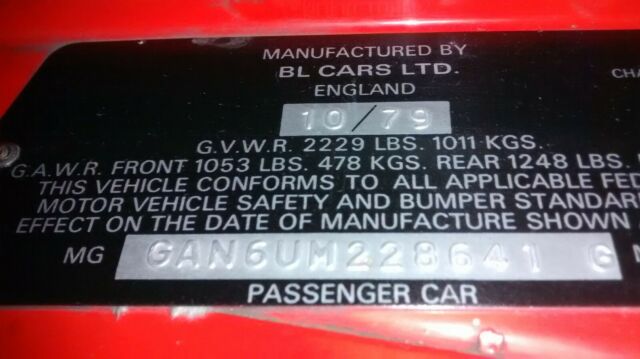 MANUFACTURED BY
BL CARS LTD.
ENGLAND
10/79
G.V.W.R. 2229 LBS. 1011 KGS.
G.A.W.R. FRONT 1053 LBS. 478 KGS. REAR 1248 LBS.
THIS VEHICLE CONFORMS TO ALL APPLICABLE FED
MOTOR VEHICLE SAFETY AND BUMPER STANDAR
EFFECT ON THE DATE OF MANUFACTURE SHOWN
MG GAN6UM228641 G
PASSENGER CAR